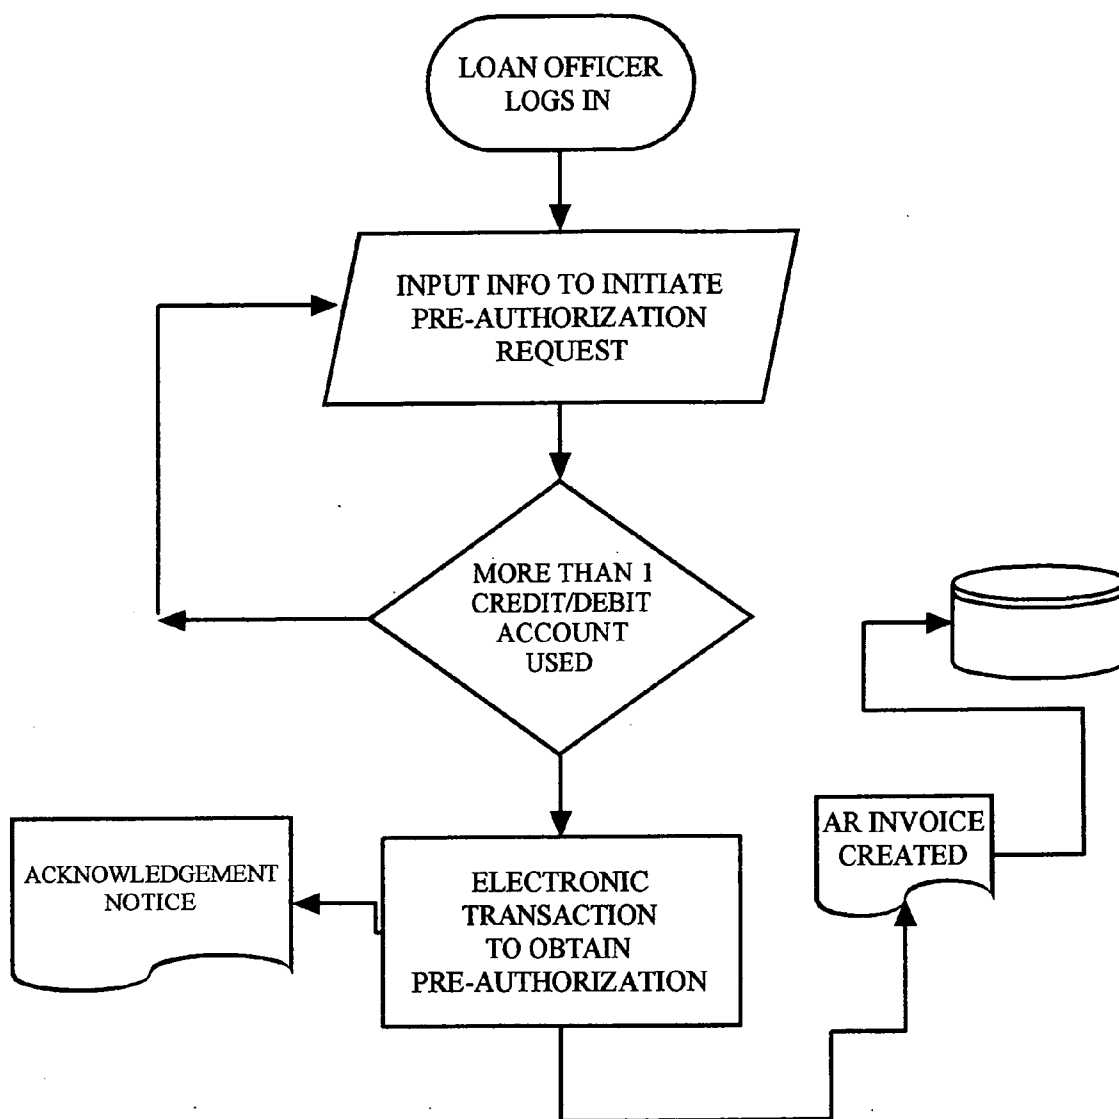 LOAN OFFICER
LOGS IN
INPUT INFO TO INITIATE
PRE-AUTHORIZATION
REQUEST
MORE THAN 1
CREDIT/DEBIT
ACCOUNT
USED
ACKNOWLEDGEMENT
NOTICE
ELECTRONIC
TRANSACTION
TO OBTAIN
PRE-AUTHORIZATION
AR INVOICE
CREATED